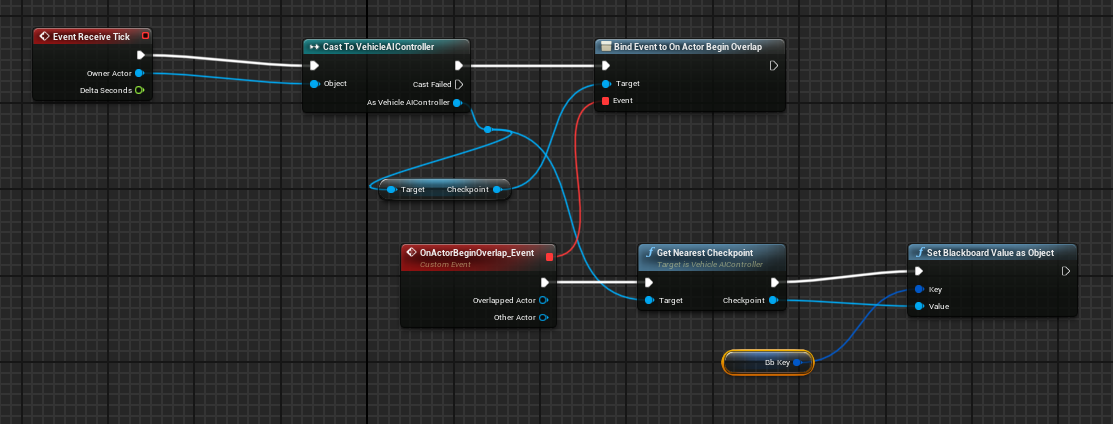 Event Receive Tick
Owner Actor
Delta Seconds
Cast To VehicleAIController
Object
Cast Failed
As Vehicle AIController
Bind Event to On Actor Begin Overlap
Target
Event
Target
Checkpoint
OnActorBeginOverlap_Event
Custom Event
Overlapped Actor
Other Actor
Get Nearest Checkpoint
Target is Vehicle AIController
Target
Checkpoint
Set Blackboard Value as Object
Key
Value
Bb Key